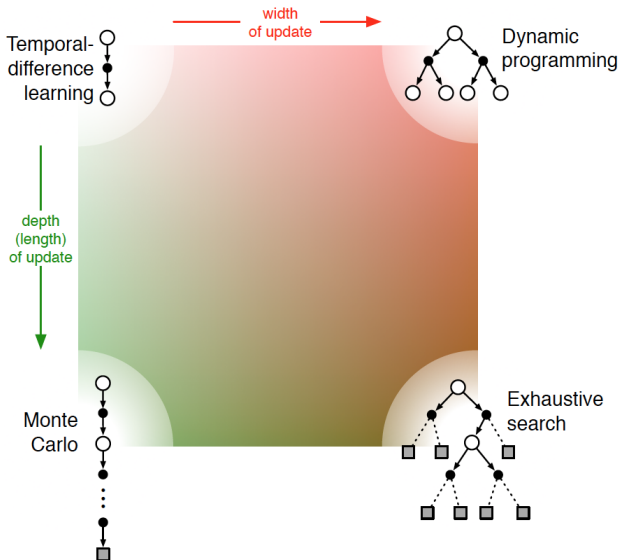 width
of update
Temporal-
difference
learning
Dynamic
programming
depth
(length)
of update
Monte
Carlo
Exhaustive
search